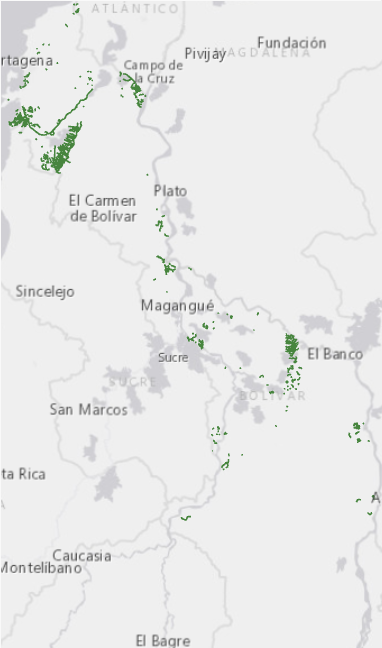 ATLÁNTICO
Fundación
Pivijay
MAGDALENA
rtagena
Campo de
la Cruz
Plato
El Carmen
de Bolívar
Sincelejo
Magangué
Sucre
El Banco
SUCRE
BOLÍVAR
San Marcos
ta Rica
A
Caucasia
Montelibano
El Bagre